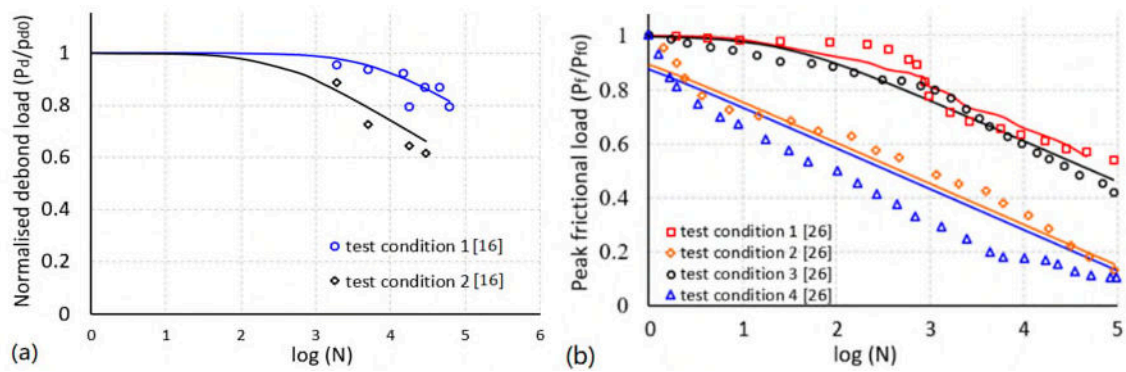 1
0.8
0.6
0.4
0.2
0
Normalised debond load (Pd/pd0)
test condition 1 [16]
test condition 2 [16]
0 1 2 3 4 5 6
log (N)
(a)
1
0.8
0.6
0.4
0.2
0
Peak frictional load (Pf/Pf0)
test condition 1 [26]
test condition 2 [26]
test condition 3 [26]
test condition 4 [26]
0 1 2 3 4 5
log (N)
(b)